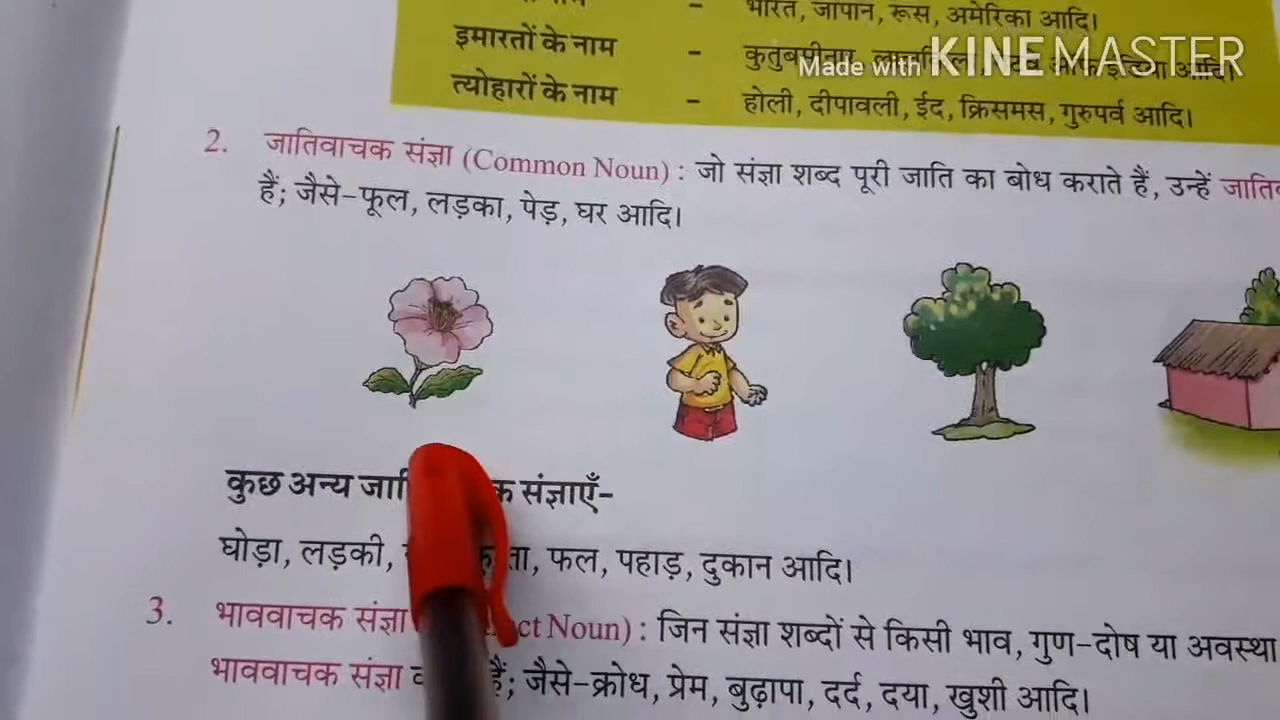 - भारत, जापान, रूस, अमेरिका आदि।
इमारतों के नाम - कुतुबमीनार,
Made with KINEMASTER
त्योहारों के नाम - होली, दीपावली, ईद, क्रिसमस, गुरुपर्व आदि।
2. जातिवाचक संज्ञा (Common Noun) : जो संज्ञा शब्द पूरी जाति का बोध कराते हैं, उन्हें
हैं; जैसे-फूल, लड़का, पेड़, घर आदि।
कुछ अन्य संज्ञाएँ-
घोड़ा, लड़की, फल, पहाड़, दुकान आदि।
3. भाववाचक संज्ञा Noun) : जिन संज्ञा शब्दों से किसी भाव, गुण-दोष या अवस्था
भाववाचक संज्ञा हैं; जैसे-क्रोध, प्रेम, बुढ़ापा, दर्द, दया, खुशी आदि।